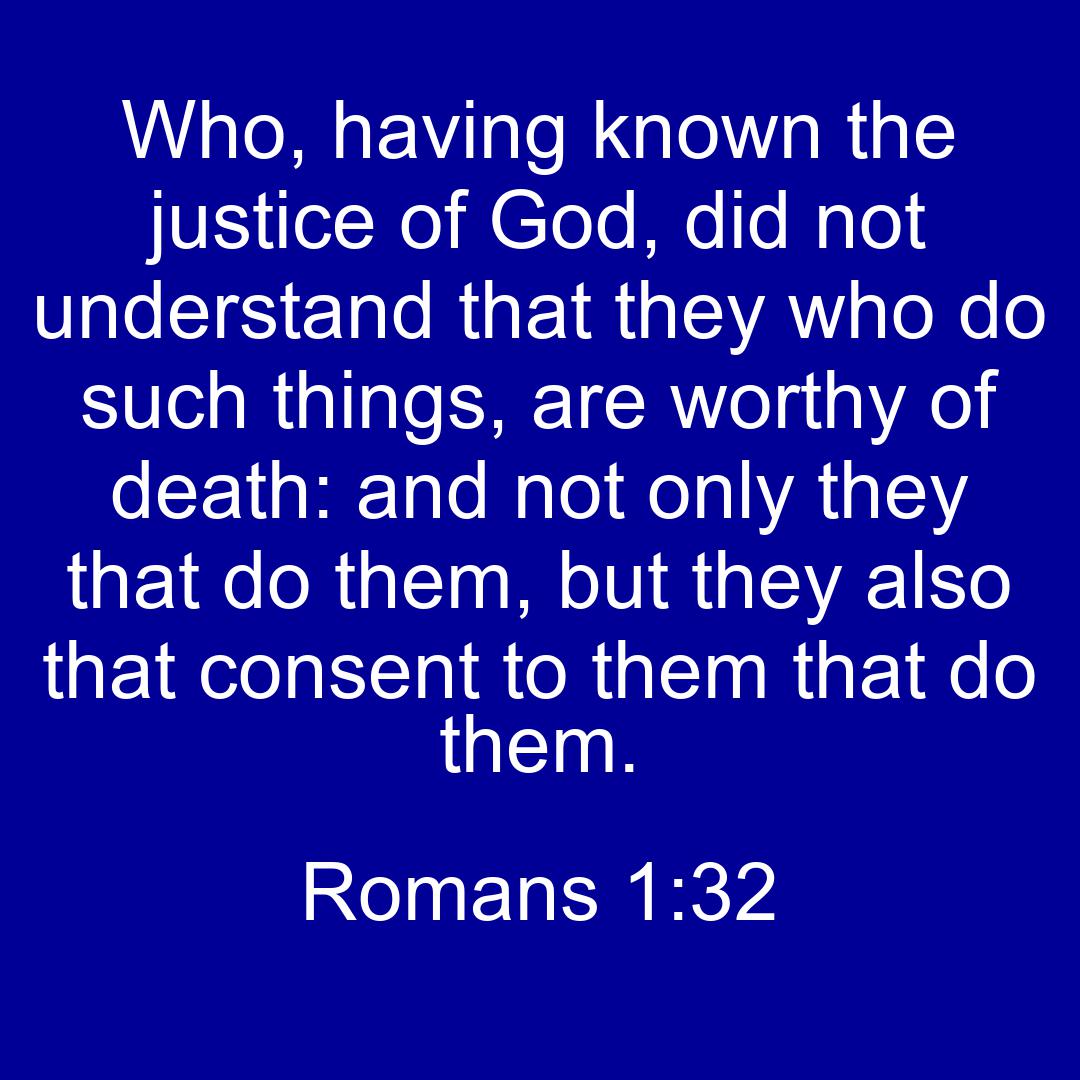 Who, having known the
justice of God, did not
understand that they who do
such things, are worthy of
death: and not only they
that do them, but they also
that consent to them that do
them.
Romans 1:32